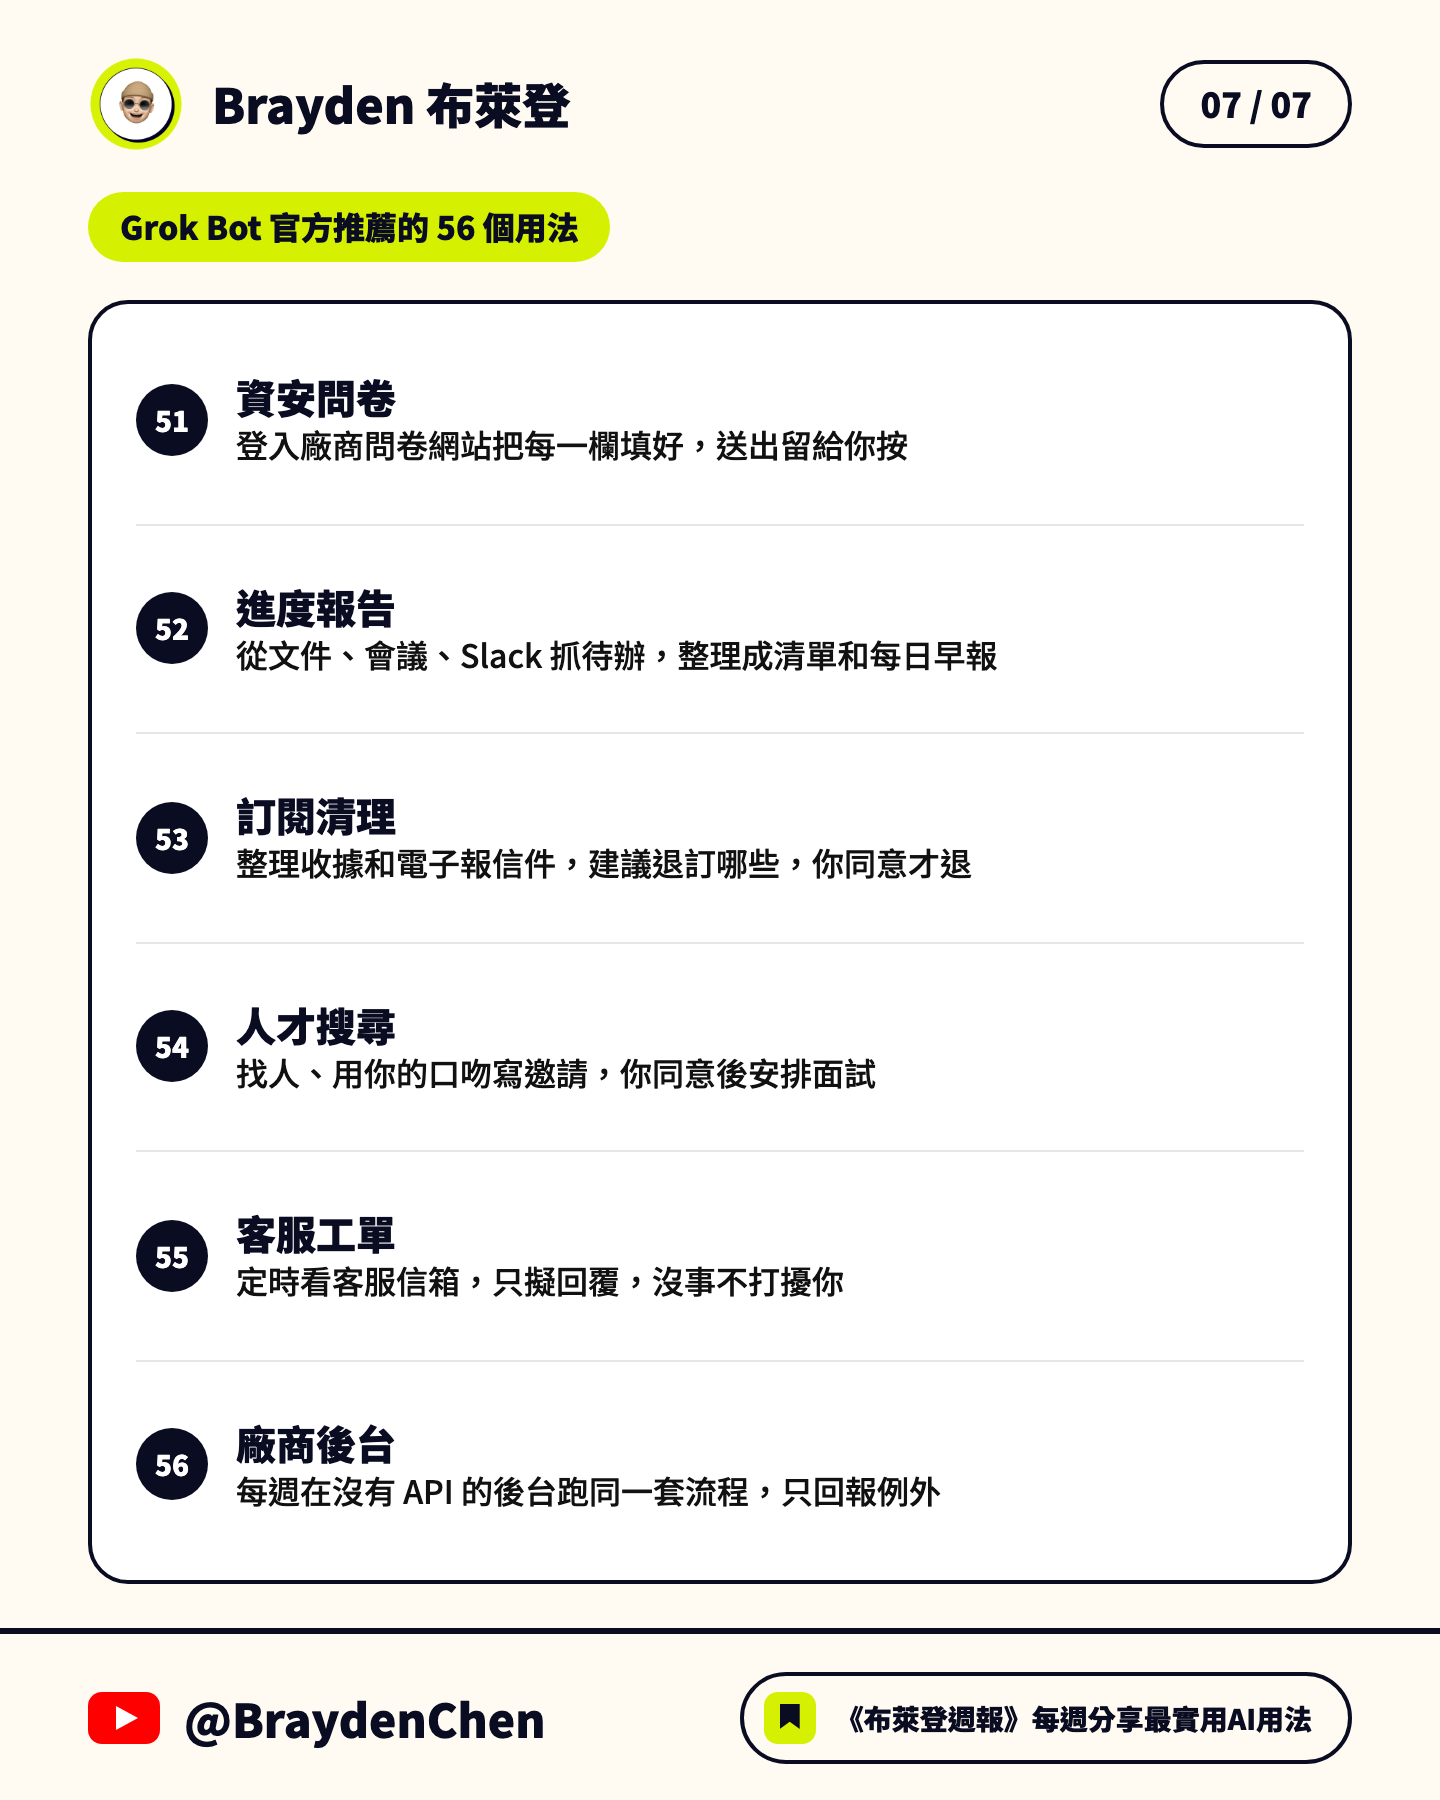 Brayden 布萊登
07 / 07
Grok Bot 官方推薦的 56 個用法
51
資安問卷
登入廠商問卷網站把每一欄填好，送出留給你按
52
進度報告
從文件、會議、Slack 抓待辦，整理成清單和每日早報
53
訂閱清理
整理收據和電子報信件，建議退訂哪些，你同意才退
54
人才搜尋
找人、用你的口吻寫邀請，你同意後安排面試
55
客服工單
定時看客服信箱，只擬回覆，沒事不打擾你
56
廠商後台
每週在沒有 API 的後台跑同一套流程，只回報例外
@BraydenChen
《布萊登週報》每週分享最實用AI用法